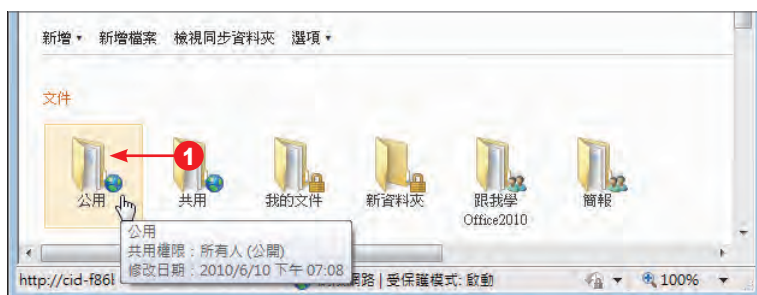 新增▼ 新增檔案 檢視同步資料夾 選項▼
文件
1
公用 共用 我的文件 新資料夾 跟我學 簡報
Office2010
公用
共用權限：所有人 (公開)
修改日期：2010/6/10 下午 07:08
http://cid-f86 網路 | 受保護模式: 啟動 100%